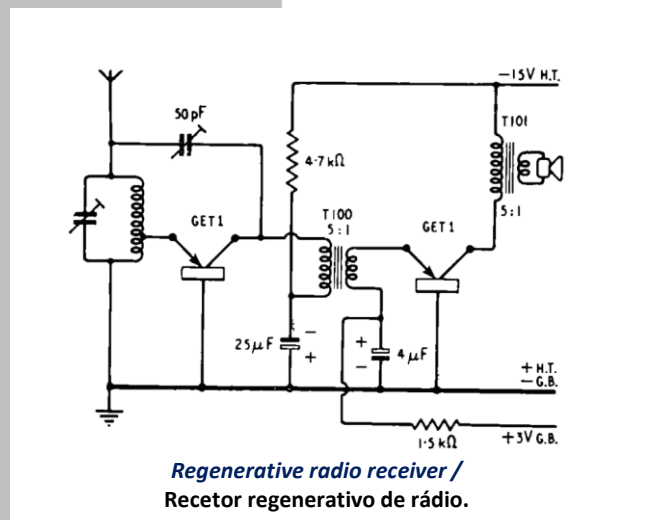 -15V H.T.
T101
50pF
4·7kΩ
T100
5:1
GET1
GET1
5:1
25μF
-
+
+
-
4μF
+ H.T.
- G.B.
1·5kΩ
+3V G.B.
Regenerative radio receiver /
Recetor regenerativo de rádio.